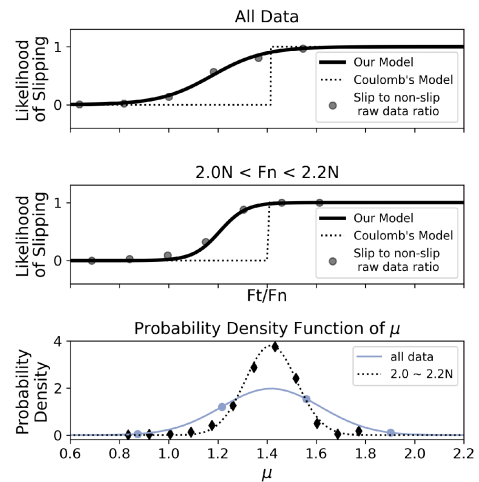 All Data
Likelihood
of Slipping
1
0
Our Model
Coulomb's Model
Slip to non-slip
raw data ratio
2.0N < Fn < 2.2N
Likelihood
of Slipping
1
0
Our Model
Coulomb's Model
Slip to non-slip
raw data ratio
Ft/Fn
Probability Density Function of μ
Probability
Density
4
2
0
all data
2.0 ~ 2.2N
0.6 0.8 1.0 1.2 1.4 1.6 1.8 2.0 2.2
μ